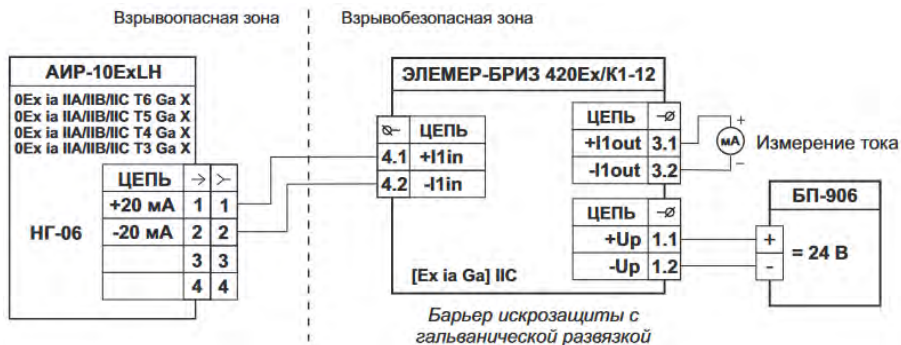 Взрывоопасная зона
Взрывобезопасная зона
АИР-10ExLH
0Ex ia IIA/IIB/IIC T6 Ga X
0Ex ia IIA/IIB/IIC T5 Ga X
0Ex ia IIA/IIB/IIC T4 Ga X
0Ex ia IIA/IIB/IIC T3 Ga X
НГ-06
ЦЕПЬ
+20 мА 1 1
-20 мА 2 2
3 3
4 4
ЭЛЕМЕР-БРИЗ 420Ex/К1-12
ЦЕПЬ
4.1 +I1in
4.2 -I1in
ЦЕПЬ
+I1out 3.1
-I1out 3.2
ЦЕПЬ
+Up 1.1
-Up 1.2
[Ex ia Ga] IIC
+
мА
–
Измерение тока
БП-906
+
-
= 24 В
Барьер искрозащиты с
гальванической развязкой